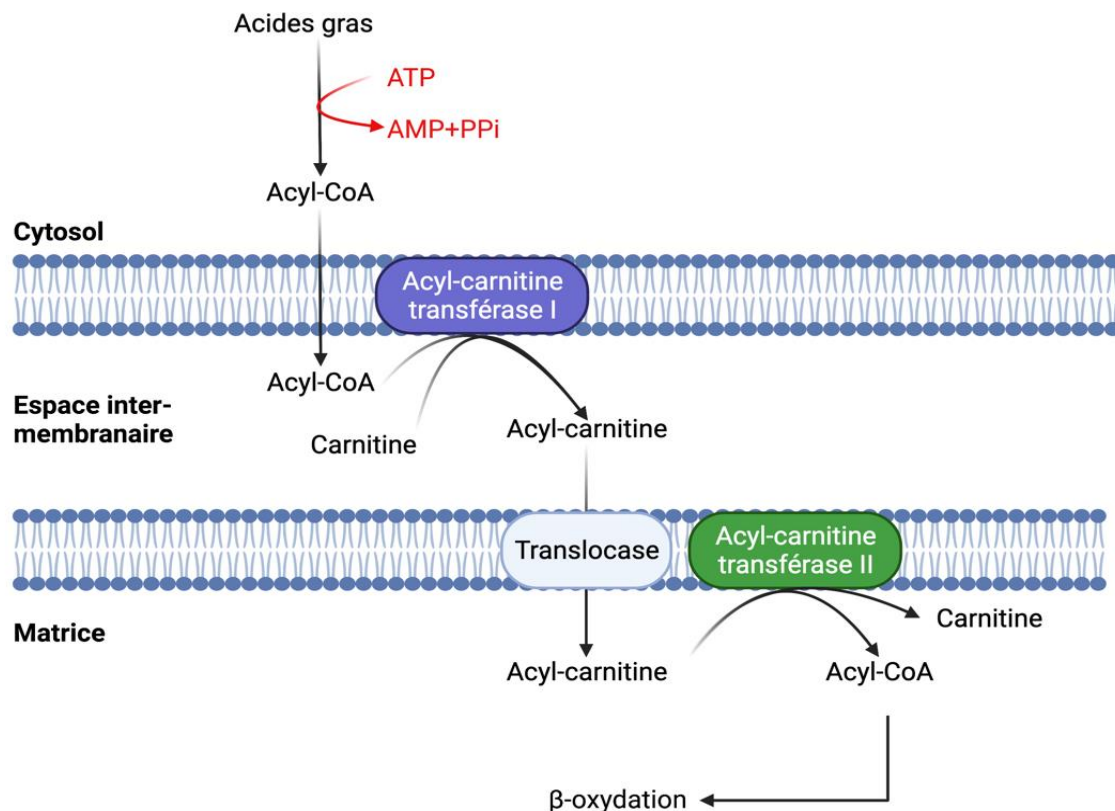 Acides gras
ATP
AMP+PPi
Acyl-CoA
Cytosol
Acyl-carnitine
transférase I
Acyl-CoA
Espace inter-
membranaire
Carnitine
Acyl-carnitine
Translocase
Acyl-carnitine
transférase II
Matrice
Carnitine
Acyl-carnitine
Acyl-CoA
β-oxydation